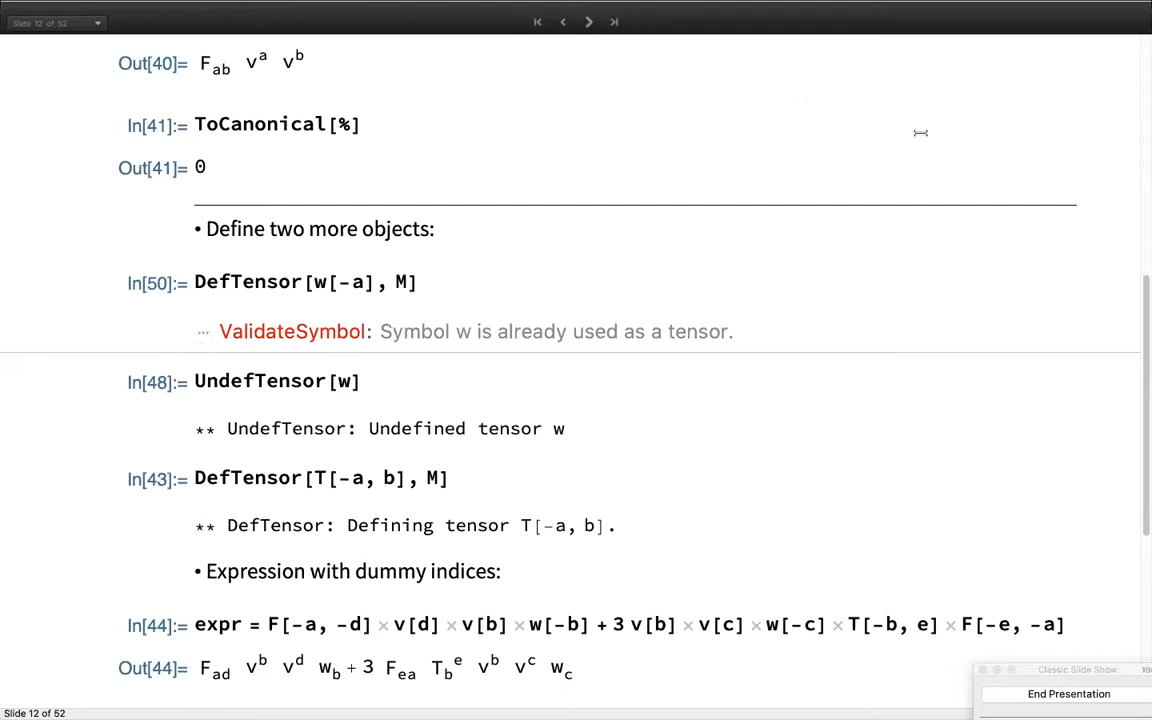 Slide 12 of 52
Out[40]= F_ab v^a v^b
In[41]:= ToCanonical[%]
Out[41]= 0
• Define two more objects:
In[50]:= DefTensor[w[-a], M]
··· ValidateSymbol: Symbol w is already used as a tensor.
In[48]:= UndefTensor[w]
** UndefTensor: Undefined tensor w
In[43]:= DefTensor[T[-a, b], M]
** DefTensor: Defining tensor T[-a, b].
• Expression with dummy indices:
In[44]:= expr = F[-a, -d] × v[d] × v[b] × w[-b] + 3 v[b] × v[c] × w[-c] × T[-b, e] × F[-e, -a]
Out[44]= F_ad v^b v^d w_b + 3 F_ea T_b^e v^b v^c w_c
Classic Slide Show
End Presentation
Slide 12 of 52